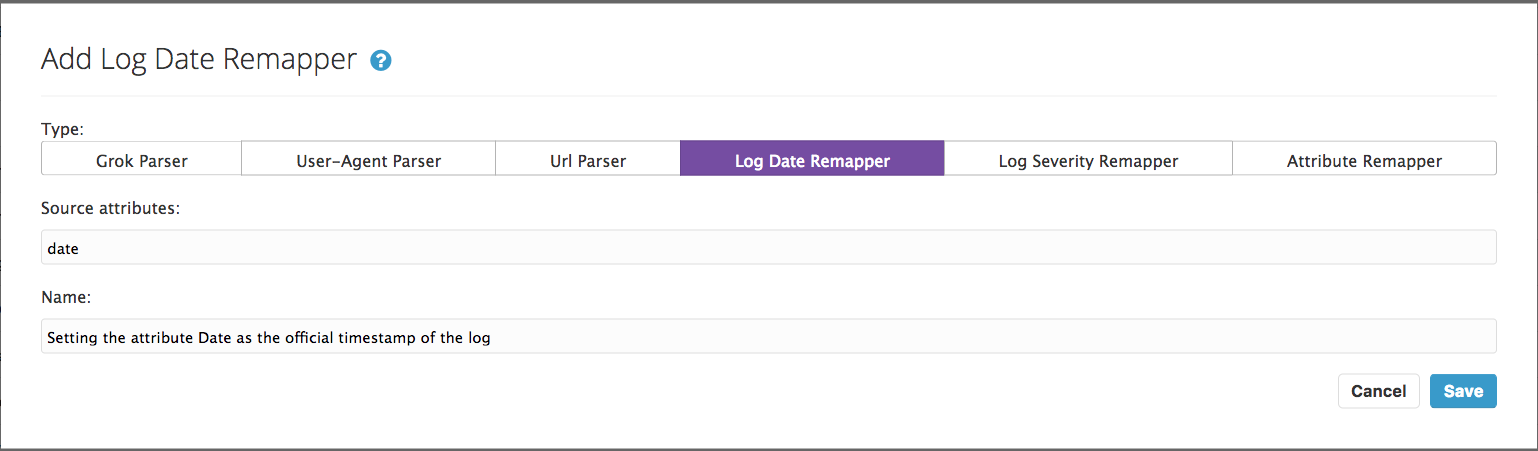 Add Log Date Remapper ?
Type:
Grok Parser User-Agent Parser Url Parser Log Date Remapper Log Severity Remapper Attribute Remapper
Source attributes:
date
Name:
Setting the attribute Date as the official timestamp of the log
Cancel Save